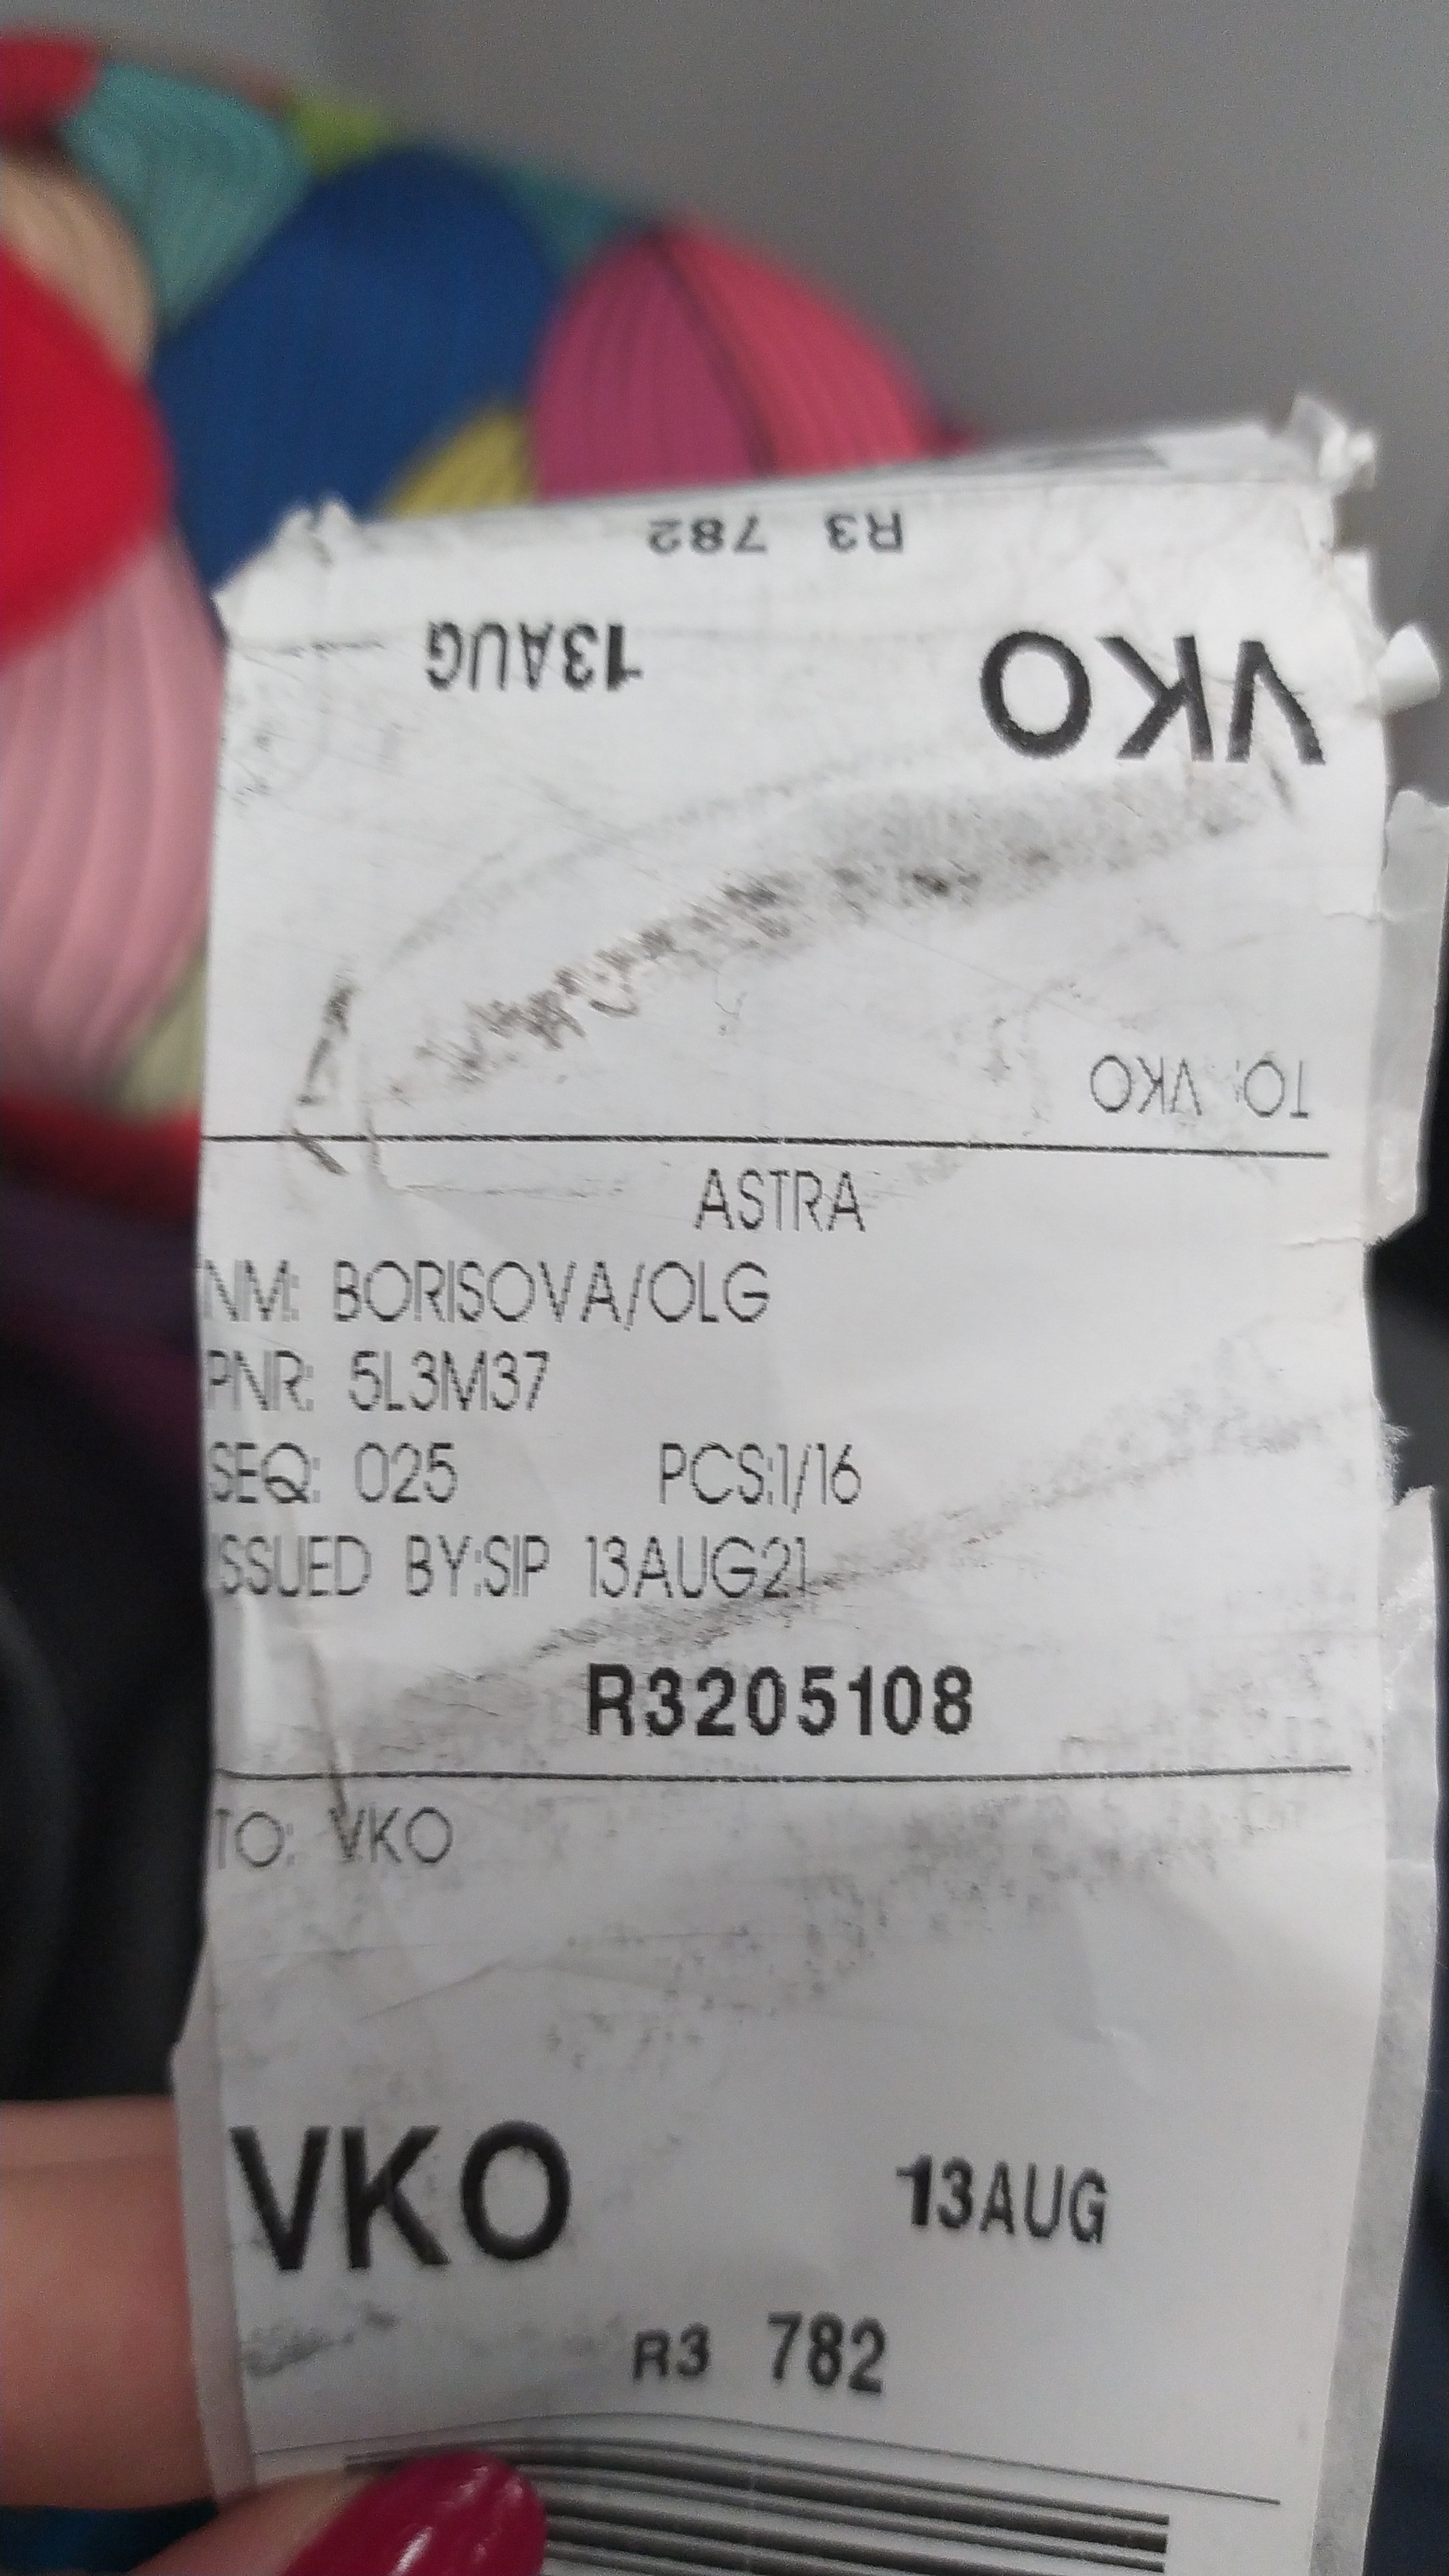 R3 782
13AUG
VKO
TO: VKO
ASTRA
NM: BORISOVA/OLG
PNR: 5L3M37
SEQ: 025 PCS:1/16
ISSUED BY:SIP 13AUG21
R3205108
TO: VKO
VKO 13AUG
R3 782